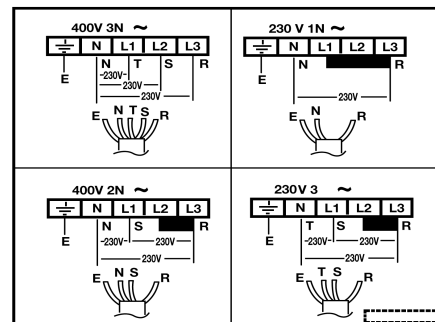 400V 3N ~
N L1 L2 L3
E N T S R
230V
230V
230V
E N T S R
230 V 1N ~
N L1 L2 L3
E N R
230V
E N R
400V 2N ~
N L1 L2 L3
E N S R
230V 230V
230V
E N S R
230V 3 ~
N L1 L2 L3
E T S R
230V 230V
230V
E T S R